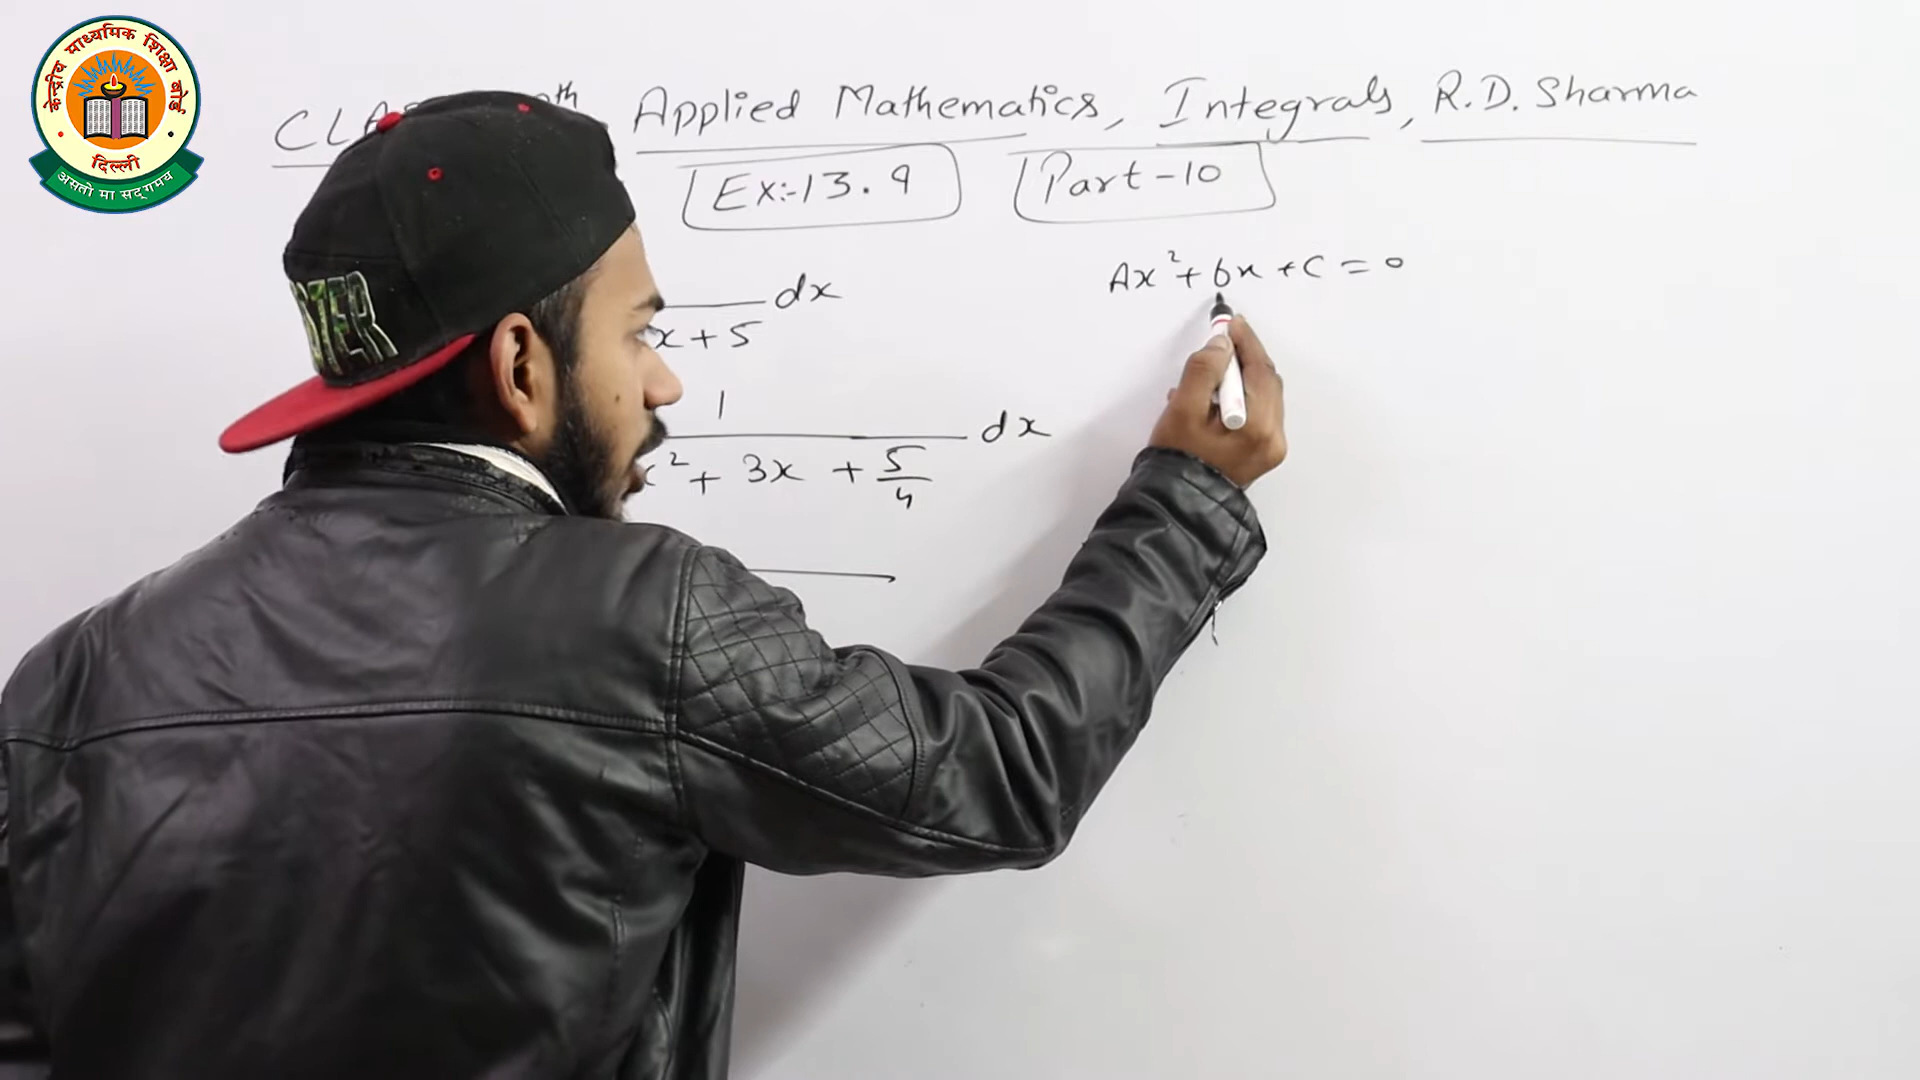 केन्द्रीय माध्यमिक शिक्षा बोर्ड
दिल्ली
असतो मा सद्गमय
th Applied Mathematics, Integrals, R.D. Sharma
Ex:-13.9 Part-10
Ax² + bx + C = 0
dx
x + 5
1
dx
x² + 3x + 5/4